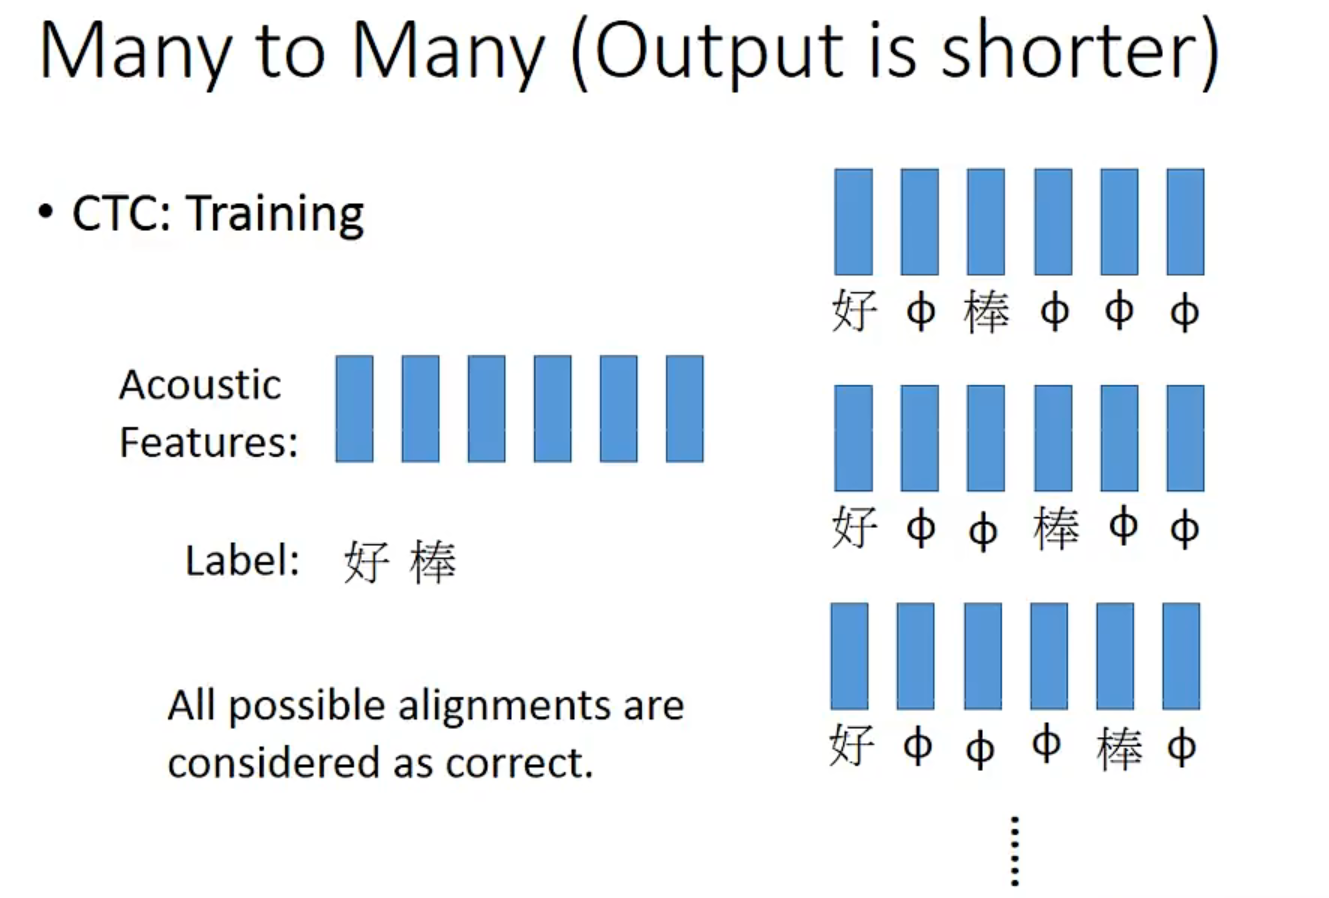 Many to Many (Output is shorter)
• CTC: Training
Acoustic
Features:
Label: 好 棒
All possible alignments are
considered as correct.
好 ф 棒 ф ф ф
好 ф ф 棒 ф ф
好 ф ф ф 棒 ф
......